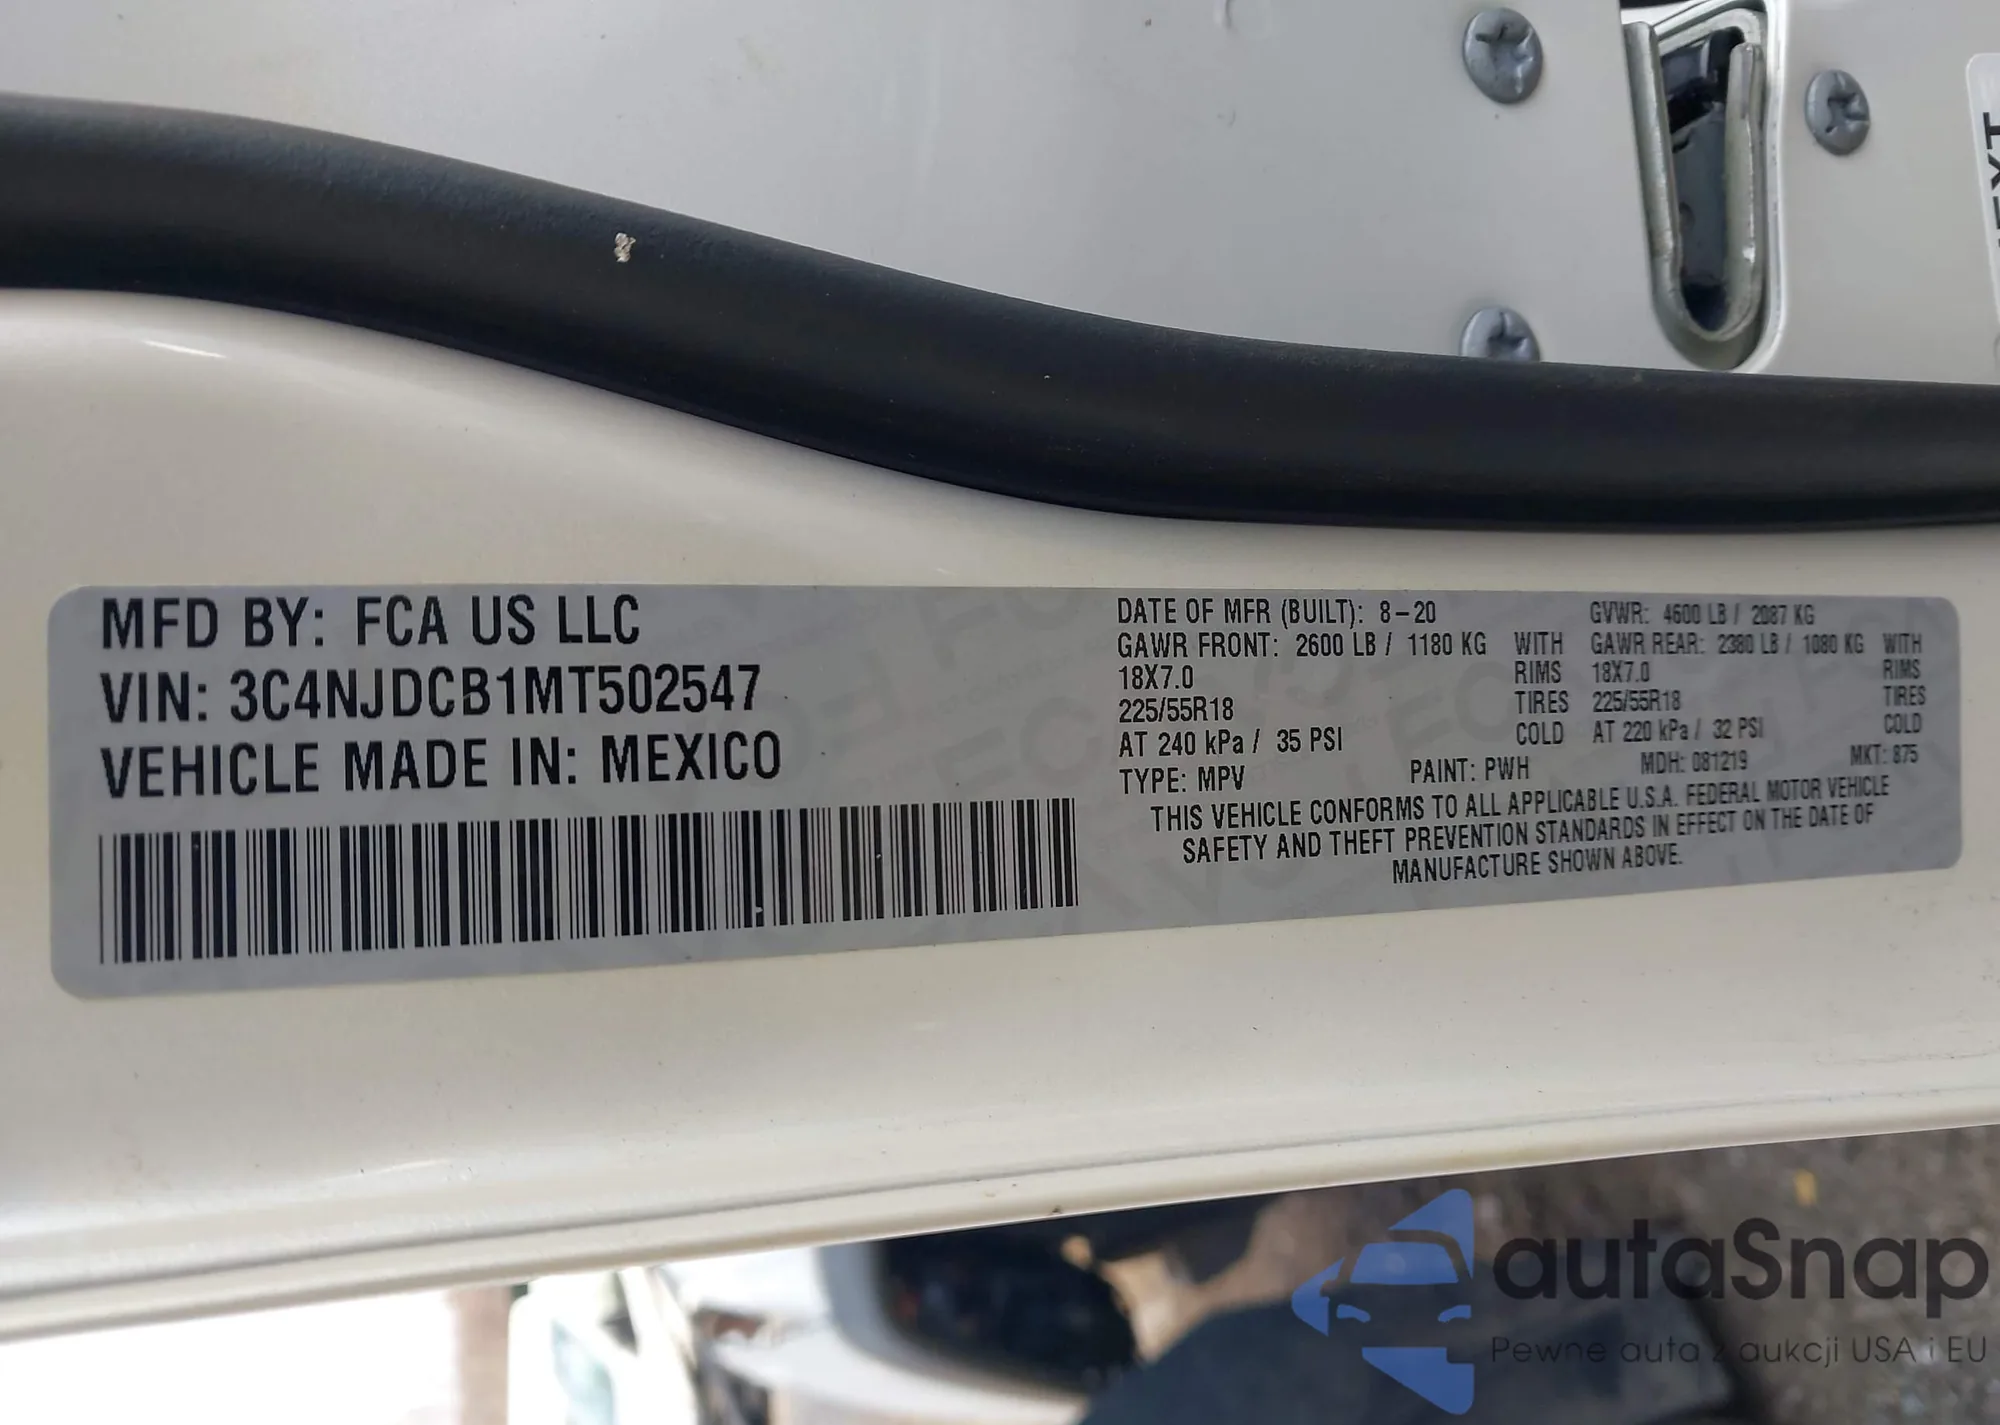 MFD BY: FCA US LLC
VIN: 3C4NJDCB1MT502547
VEHICLE MADE IN: MEXICO
DATE OF MFR (BUILT): 8-20 GVWR: 4600 LB / 2087 KG
GAWR FRONT: 2600 LB / 1180 KG WITH GAWR REAR: 2380 LB / 1080 KG WITH
18X7.0 RIMS 18X7.0 RIMS
225/55R18 TIRES 225/55R18 TIRES
AT 240 kPa / 35 PSI COLD AT 220 kPa / 32 PSI COLD
TYPE: MPV PAINT: PWH MDH: 081219 MKT: 875
THIS VEHICLE CONFORMS TO ALL APPLICABLE U.S.A. FEDERAL MOTOR VEHICLE
SAFETY AND THEFT PREVENTION STANDARDS IN EFFECT ON THE DATE OF
MANUFACTURE SHOWN ABOVE.
autoSnap
Pewne auta z aukcji USA i EU